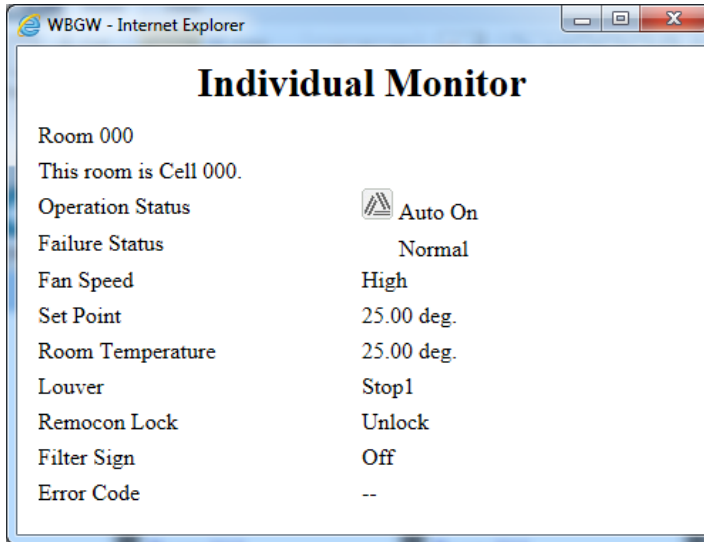 WBGW - Internet Explorer
Individual Monitor
Room 000
This room is Cell 000.
Operation Status Auto On
Failure Status Normal
Fan Speed High
Set Point 25.00 deg.
Room Temperature 25.00 deg.
Louver Stop1
Remocon Lock Unlock
Filter Sign Off
Error Code --